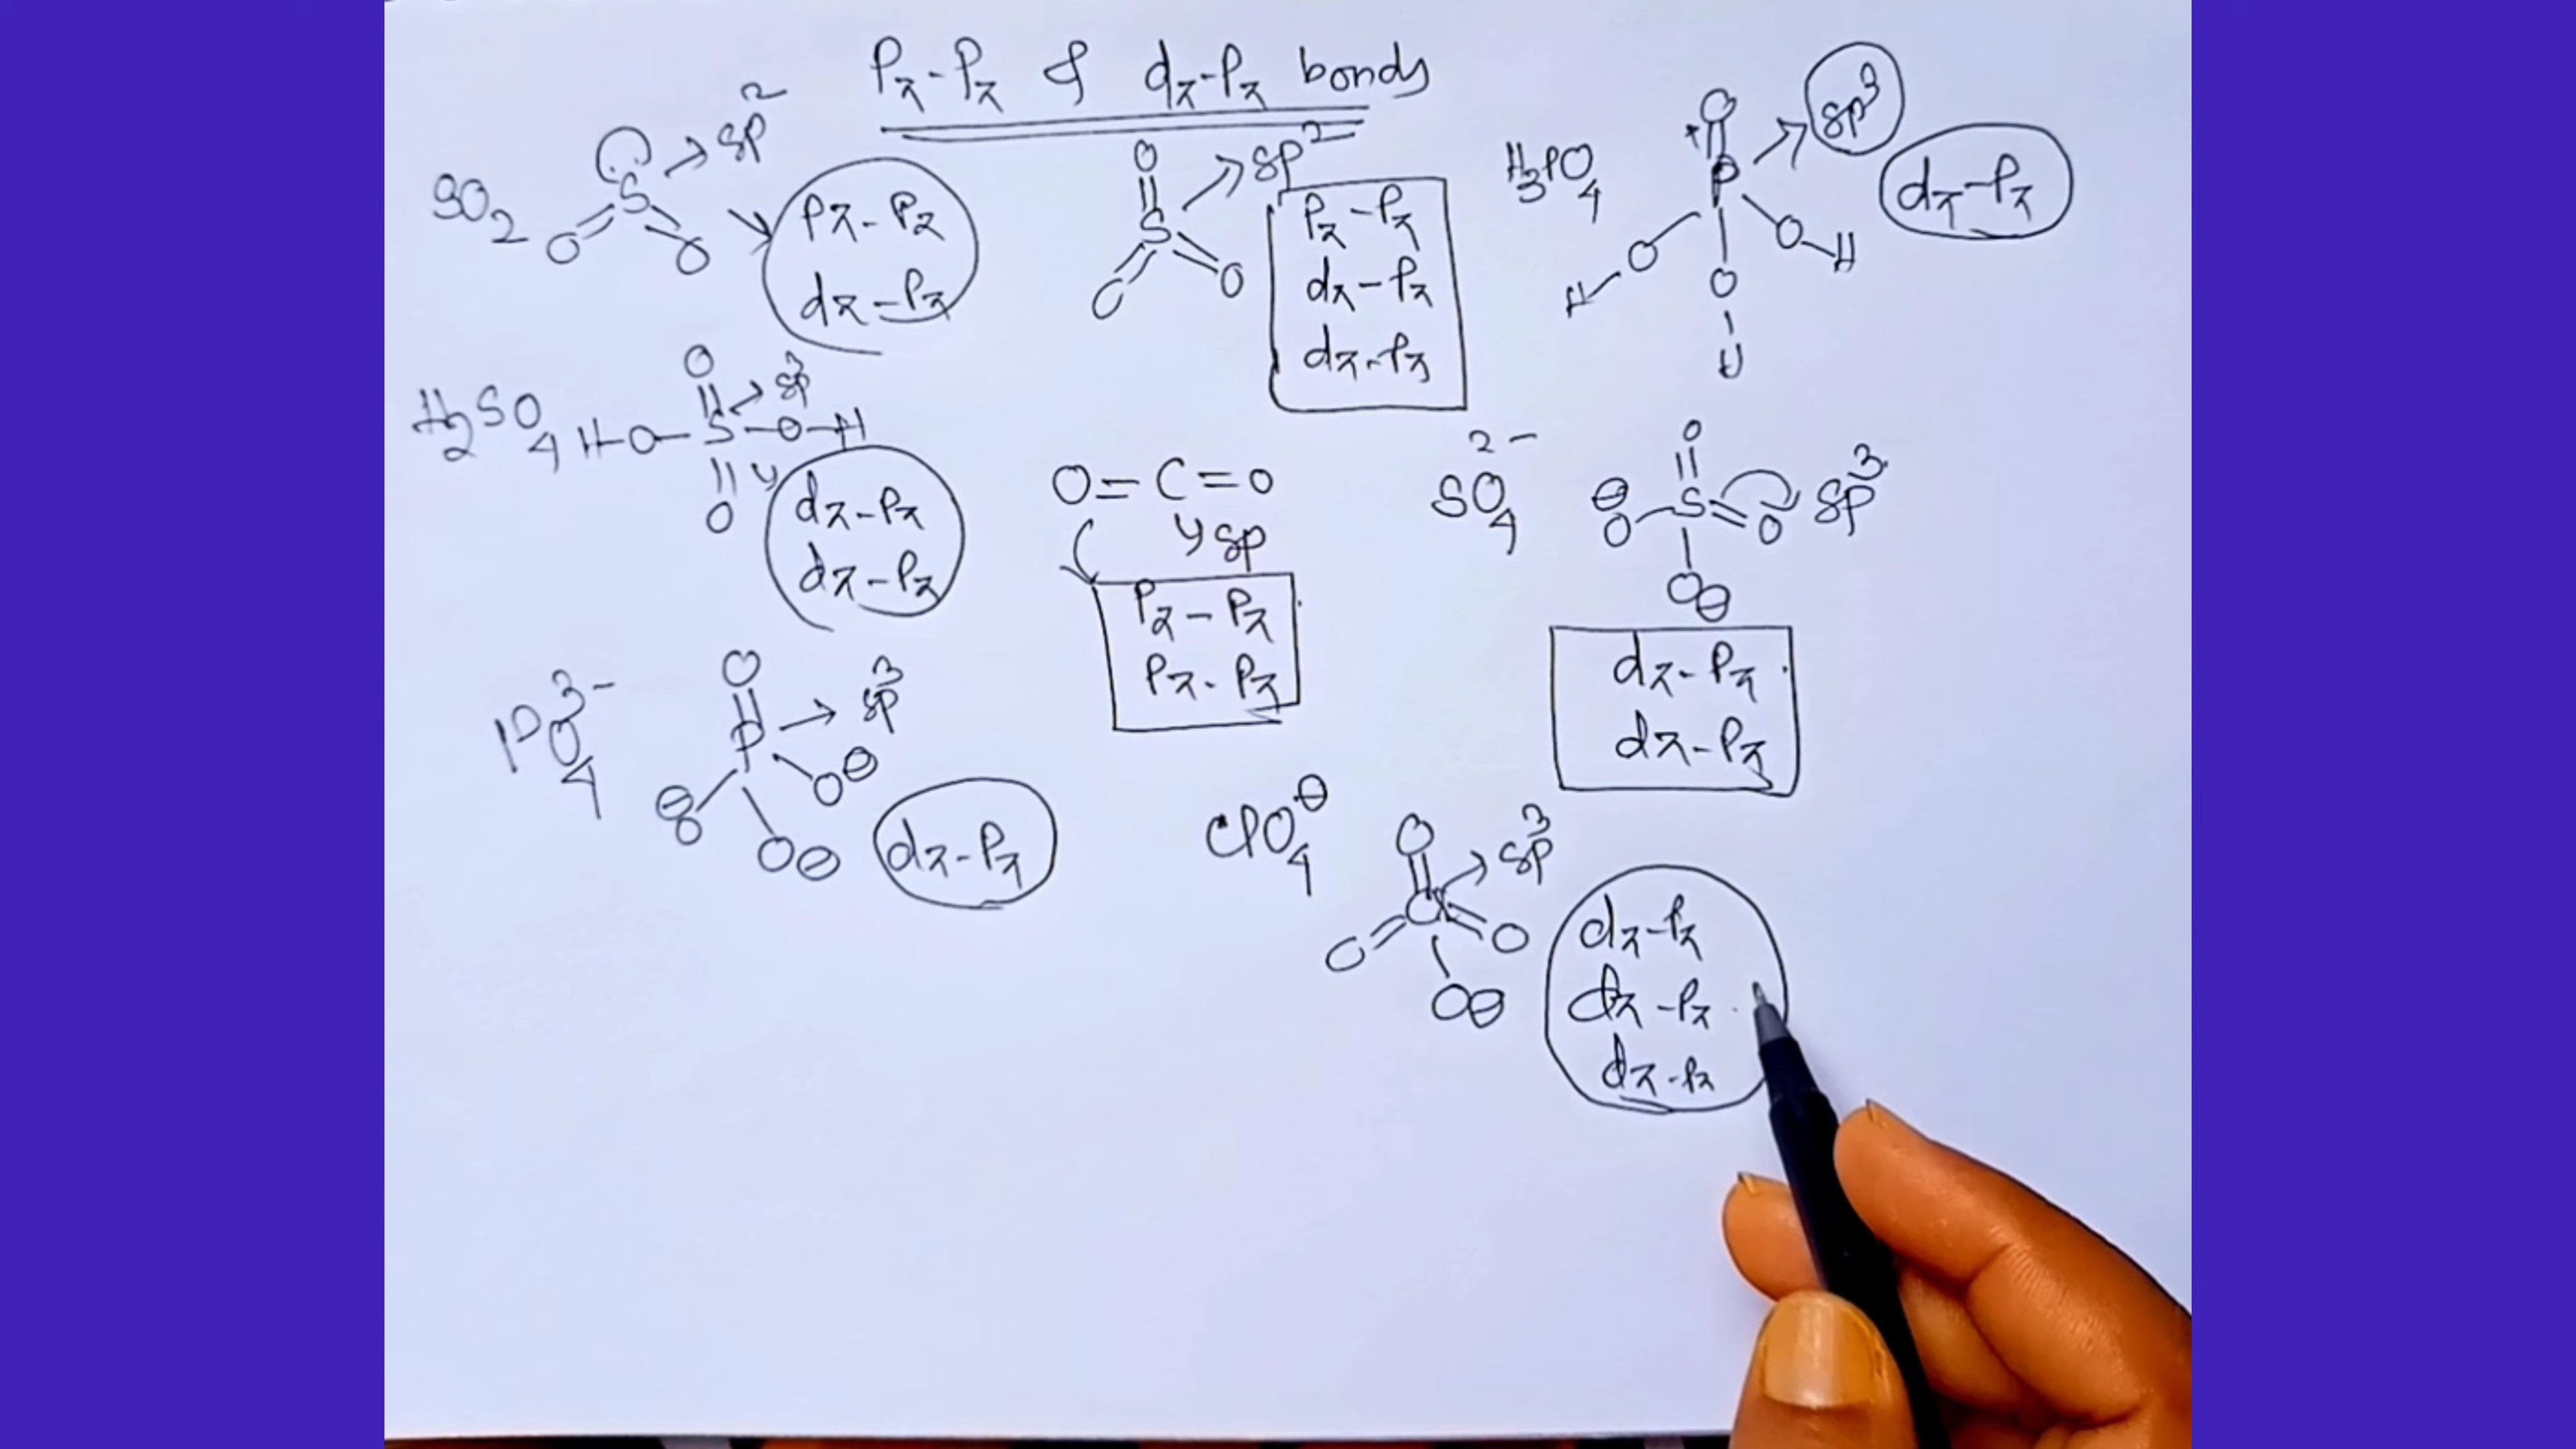 Pπ-Pπ & dπ-Pπ bonds
SO2
S
O
O
sp2
Pπ-Pπ
dπ-Pπ
O
S
O
O
sp2
Pπ-Pπ
dπ-Pπ
dπ-Pπ
H3PO4
O
P
O
O
O
H
H
H
sp3
dπ-Pπ
H2SO4
O
H-O-S-O-H
O
sp3
dπ-Pπ
dπ-Pπ
O=C=O
sp
Pπ-Pπ
Pπ-Pπ
SO4 2-
O
⊖
O
S
O
O⊖
sp3
dπ-Pπ
dπ-Pπ
PO4 3-
O
P
⊖
O
O⊖
O⊖
sp3
dπ-Pπ
ClO4⊖
O
Cl
O
O
O⊖
sp3
dπ-Pπ
dπ-Pπ
dπ-Pπ